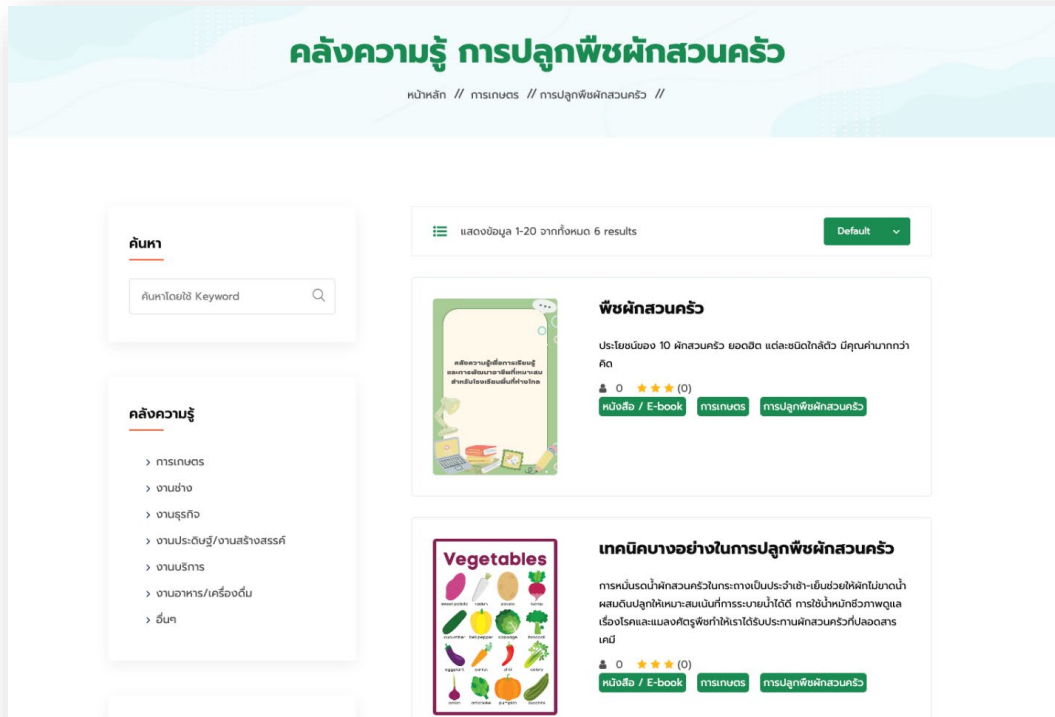 คลังความรู้ การปลูกพืชผักสวนครัว
หน้าหลัก // การเกษตร // การปลูกพืชผักสวนครัว //
ค้นหา
ค้นหาโดยใช้ Keyword
คลังความรู้
> การเกษตร
> งานช่าง
> งานธุรกิจ
> งานประดิษฐ์/งานสร้างสรรค์
> งานบริการ
> งานอาหาร/เครื่องดื่ม
> อื่นๆ
แสดงข้อมูล 1-20 จากทั้งหมด 6 results
Default
คลังความรู้เพื่อการเรียนรู้
และการพัฒนาอาชีพที่เหมาะสม
สำหรับโรงเรียนพื้นที่ห่างไกล
พืชผักสวนครัว
ประโยชน์ของ 10 ผักสวนครัว ยอดฮิต แต่ละชนิดใกล้ตัว มีคุณค่ามากกว่า
คิด
0 (0)
หนังสือ / E-book การเกษตร การปลูกพืชผักสวนครัว
Vegetables
sweet potato radish potato turnip
cucumber bell pepper cabbage broccoli
eggplant carrot chili celery
onion artichoke pumpkin zucchini
เทคนิคบางอย่างในการปลูกพืชผักสวนครัว
การหมั่นรดน้ำผักสวนครัวในกระถางเป็นประจำเช้า-เย็นช่วยให้ผักไม่ขาดน้ำ
ผสมดินปลูกให้เหมาะสมเน้นที่การระบายน้ำได้ดี การใช้น้ำหมักชีวภาพดูแล
เรื่องโรคและแมลงศัตรูพืชทำให้เราได้รับประทานผักสวนครัวที่ปลอดสาร
เคมี
0 (0)
หนังสือ / E-book การเกษตร การปลูกพืชผักสวนครัว